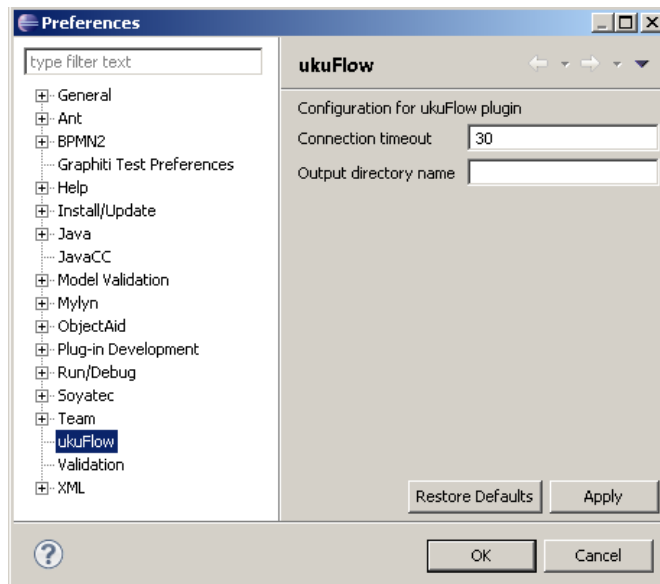 Preferences
type filter text
General
Ant
BPMN2
Graphiti Test Preferences
Help
Install/Update
Java
JavaCC
Model Validation
Mylyn
ObjectAid
Plug-in Development
Run/Debug
Soyatec
Team
ukuFlow
Validation
XML
ukuFlow
Configuration for ukuFlow plugin
Connection timeout 30
Output directory name
Restore Defaults Apply
? OK Cancel